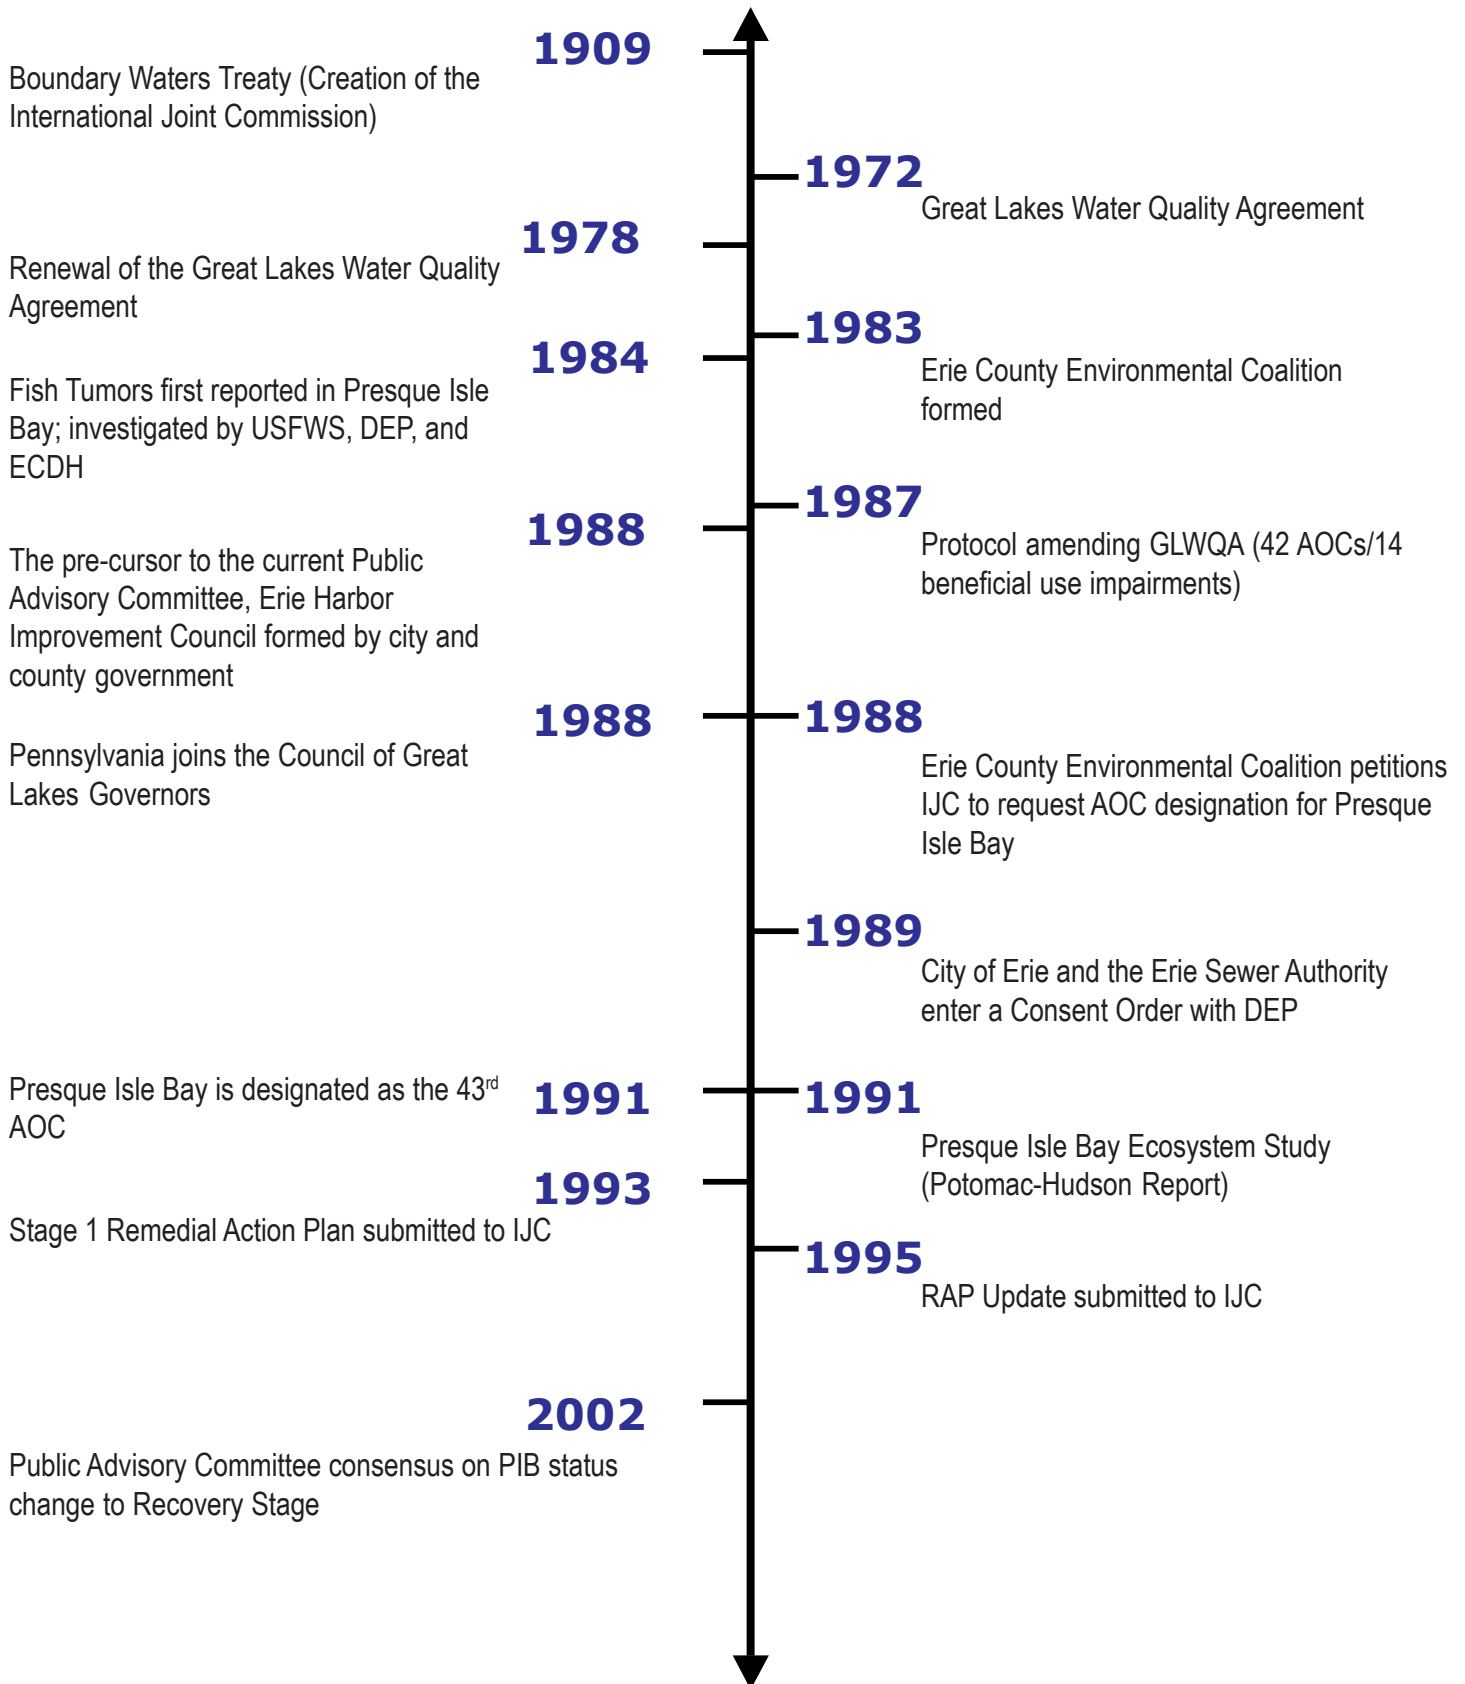 1909
Boundary Waters Treaty (Creation of the
International Joint Commission)
1972
Great Lakes Water Quality Agreement
1978
Renewal of the Great Lakes Water Quality
Agreement
1983
Erie County Environmental Coalition
formed
1984
Fish Tumors first reported in Presque Isle
Bay; investigated by USFWS, DEP, and
ECDH
1987
Protocol amending GLWQA (42 AOCs/14
beneficial use impairments)
1988
The pre-cursor to the current Public
Advisory Committee, Erie Harbor
Improvement Council formed by city and
county government
1988
Pennsylvania joins the Council of Great
Lakes Governors
1988
Erie County Environmental Coalition petitions
IJC to request AOC designation for Presque
Isle Bay
1989
City of Erie and the Erie Sewer Authority
enter a Consent Order with DEP
1991
Presque Isle Bay is designated as the 43rd
AOC
1991
Presque Isle Bay Ecosystem Study
(Potomac-Hudson Report)
1993
Stage 1 Remedial Action Plan submitted to IJC
1995
RAP Update submitted to IJC
2002
Public Advisory Committee consensus on PIB status
change to Recovery Stage